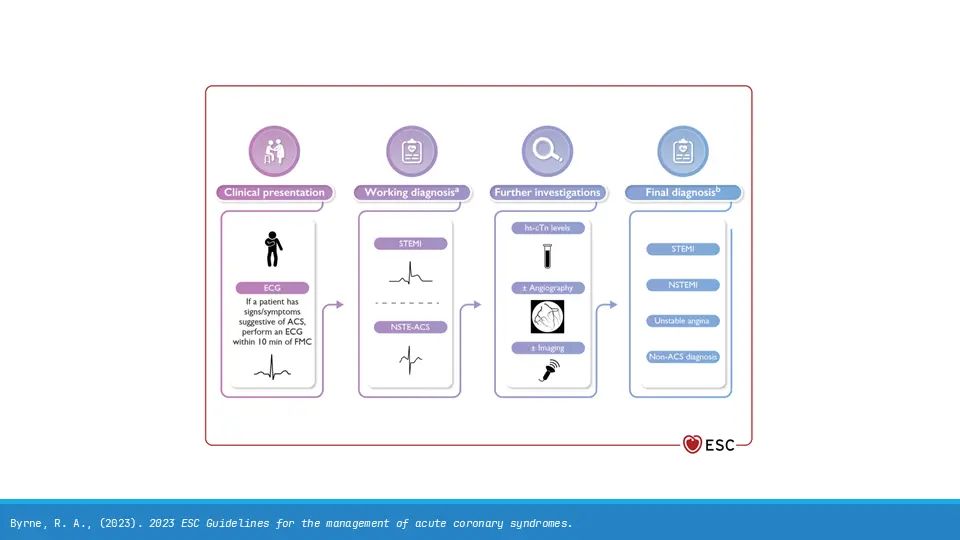 Clinical presentation
ECG
If a patient has
signs/symptoms
suggestive of ACS,
perform an ECG
within 10 min of FMC
Working diagnosisᵃ
STEMI
NSTE-ACS
Further investigations
hs-cTn levels
± Angiography
± Imaging
Final diagnosisᵇ
STEMI
NSTEMI
Unstable angina
Non-ACS diagnosis
ESC
Byrne, R. A., (2023). 2023 ESC Guidelines for the management of acute coronary syndromes.